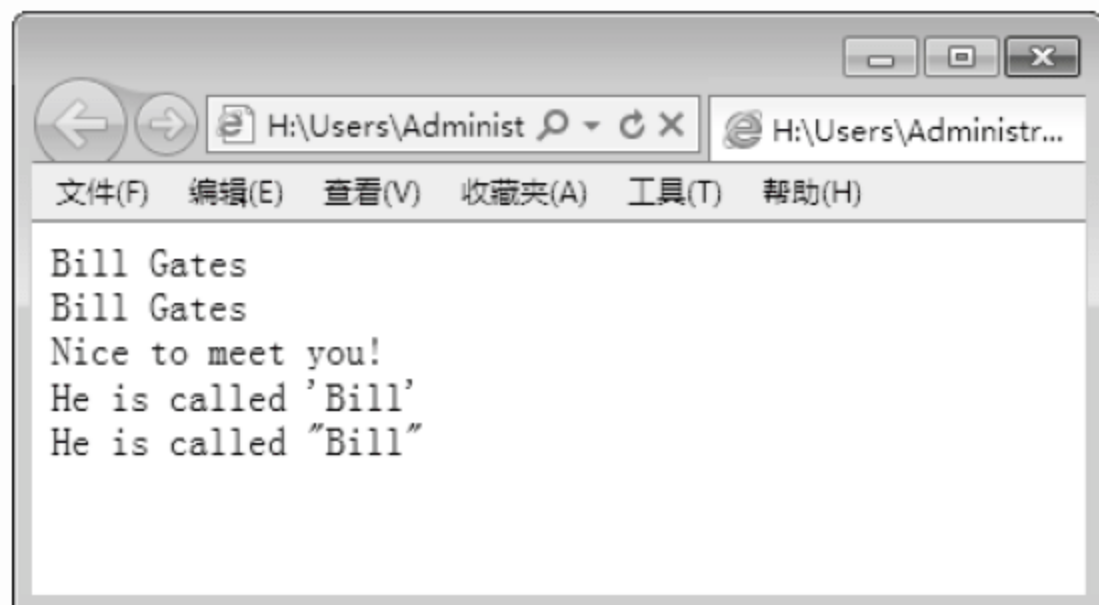 H:\Users\Administ
H:\Users\Administr...
文件(F) 编辑(E) 查看(V) 收藏夹(A) 工具(T) 帮助(H)
Bill Gates
Bill Gates
Nice to meet you!
He is called 'Bill'
He is called "Bill"